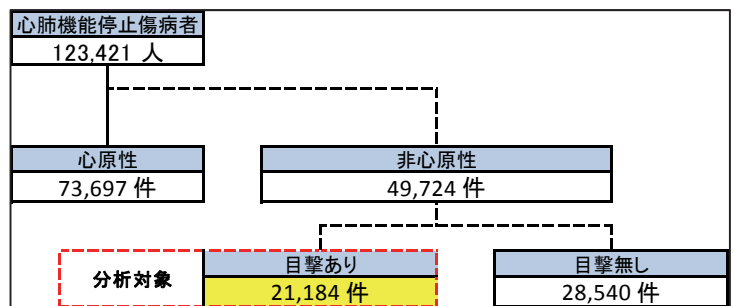 心肺機能停止傷病者
123,421 人
心原性
73,697 件
非心原性
49,724 件
分析対象
目撃あり
21,184 件
目撃無し
28,540 件